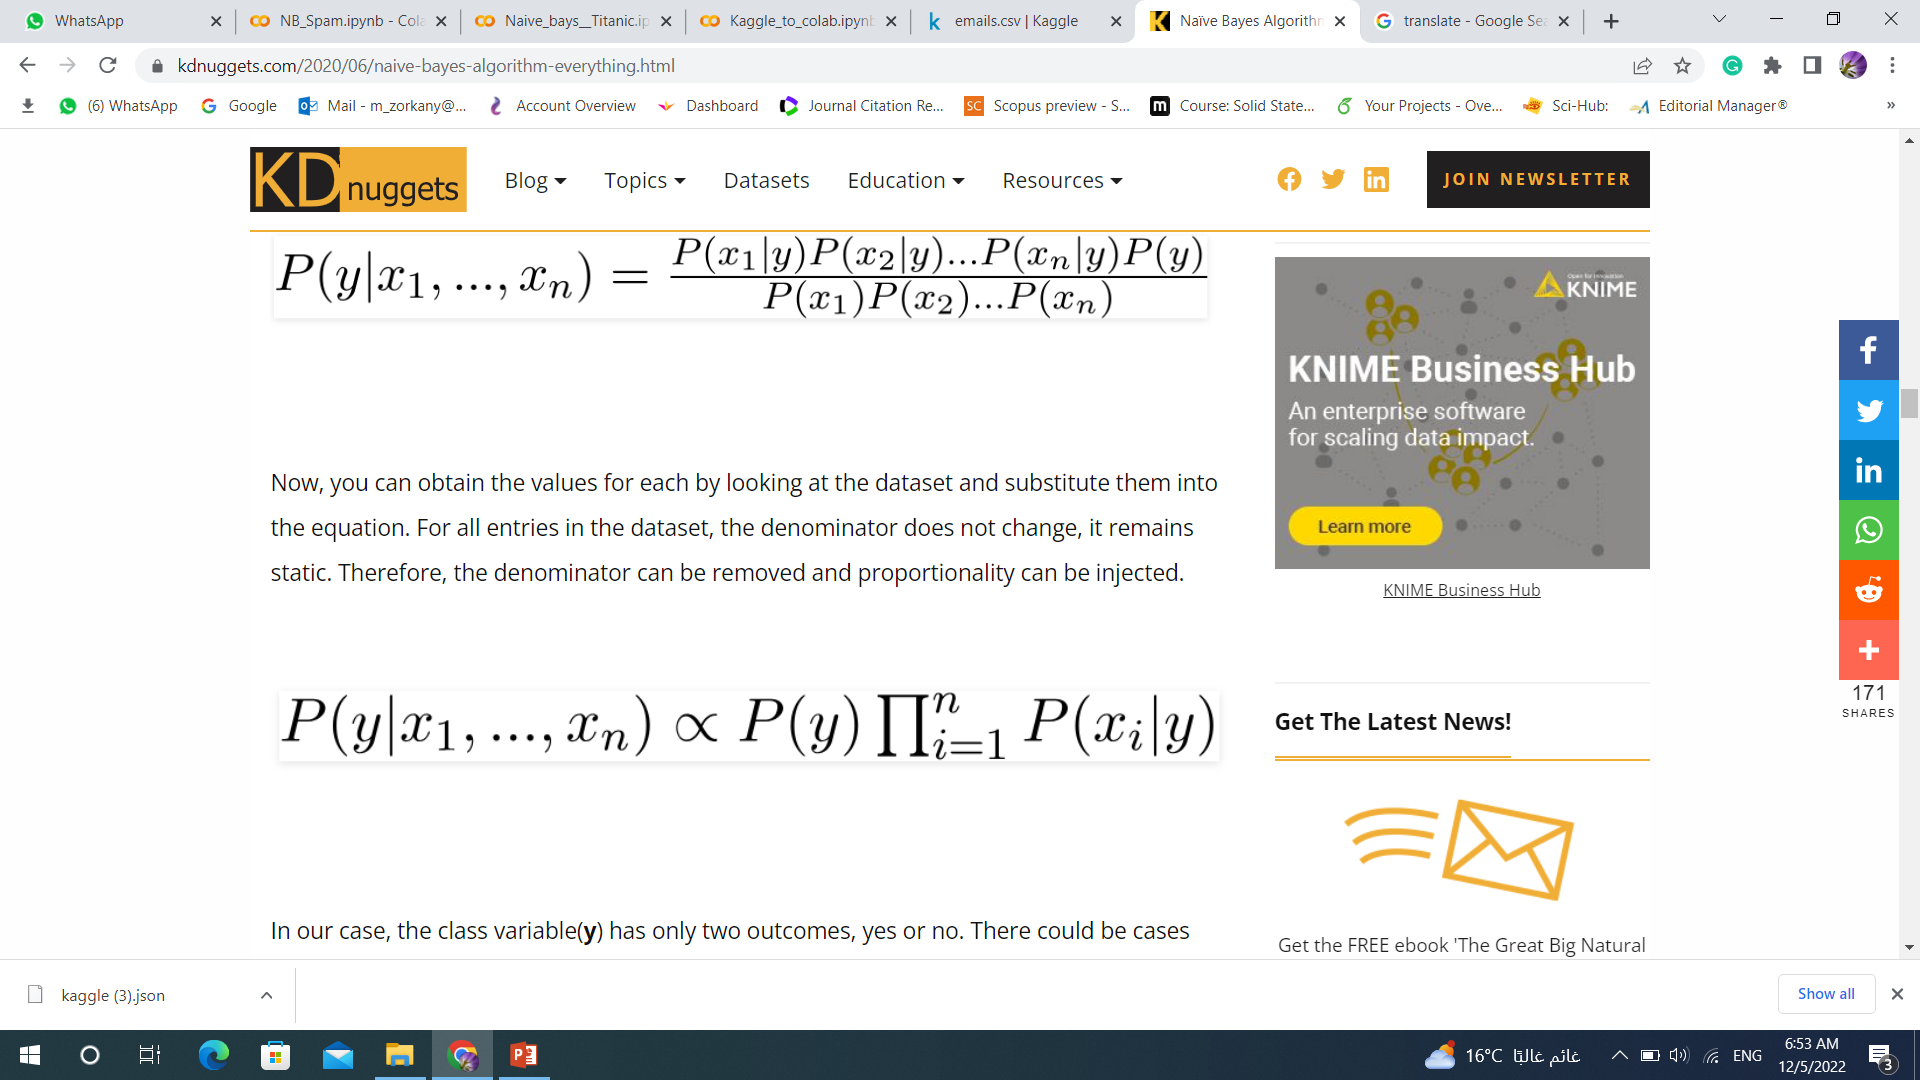 WhatsApp
NB_Spam.ipynb - Cola
Naive_bays__Titanic.ip
Kaggle_to_colab.ipynb
emails.csv | Kaggle
Naïve Bayes Algorithm
translate - Google Sea
kdnuggets.com/2020/06/naive-bayes-algorithm-everything.html
(6) WhatsApp
Google
Mail - m_zorkany@...
Account Overview
Dashboard
Journal Citation Re...
SC
Scopus preview - S...
Course: Solid State...
Your Projects - Ove...
Sci-Hub:
Editorial Manager®
»
KDnuggets
Blog
Topics
Datasets
Education
Resources
JOIN NEWSLETTER
P(y|x₁, ..., xₙ) = P(x₁|y)P(x₂|y)...P(xₙ|y)P(y) / P(x₁)P(x₂)...P(xₙ)
Open for Innovation
KNIME
KNIME Business Hub
An enterprise software
for scaling data impact.
Learn more
KNIME Business Hub
Now, you can obtain the values for each by looking at the dataset and substitute them into
the equation. For all entries in the dataset, the denominator does not change, it remains
static. Therefore, the denominator can be removed and proportionality can be injected.
171
SHARES
P(y|x₁, ..., xₙ) ∝ P(y) ∏ⁿᵢ₌₁ P(xᵢ|y)
Get The Latest News!
In our case, the class variable(y) has only two outcomes, yes or no. There could be cases
Get the FREE ebook 'The Great Big Natural
kaggle (3).json
Show all
16°C غائم غالبًا
ENG
6:53 AM
12/5/2022
3